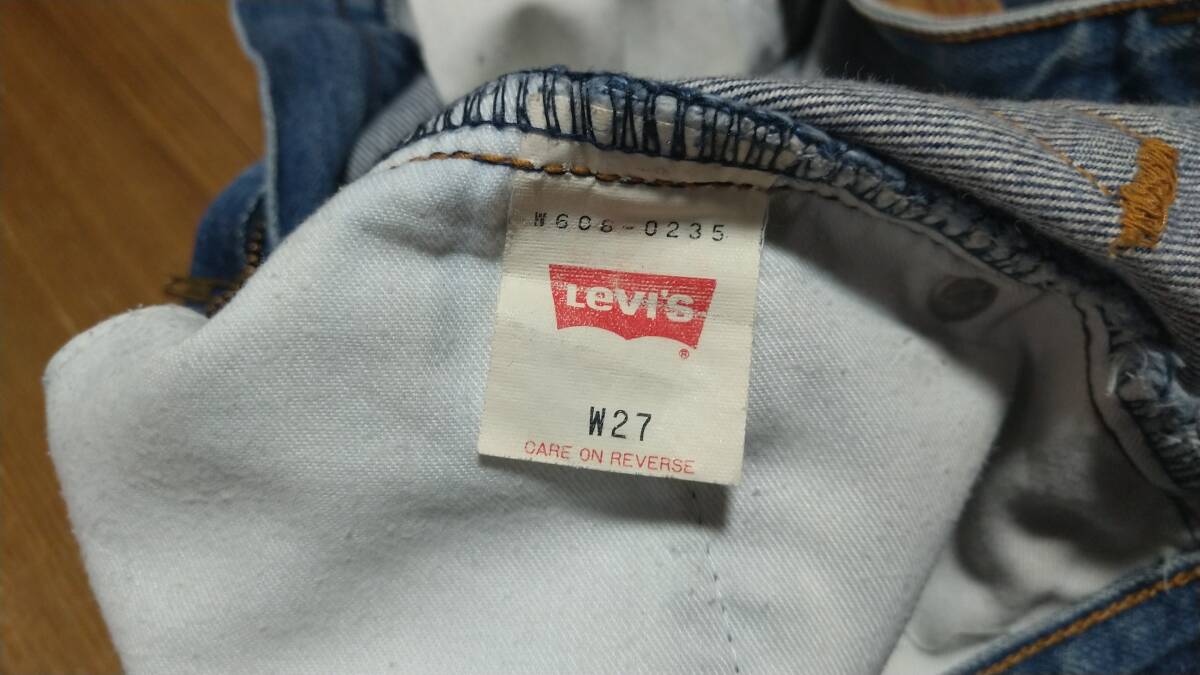 W608-0235
Levi's
®
W27
CARE ON REVERSE